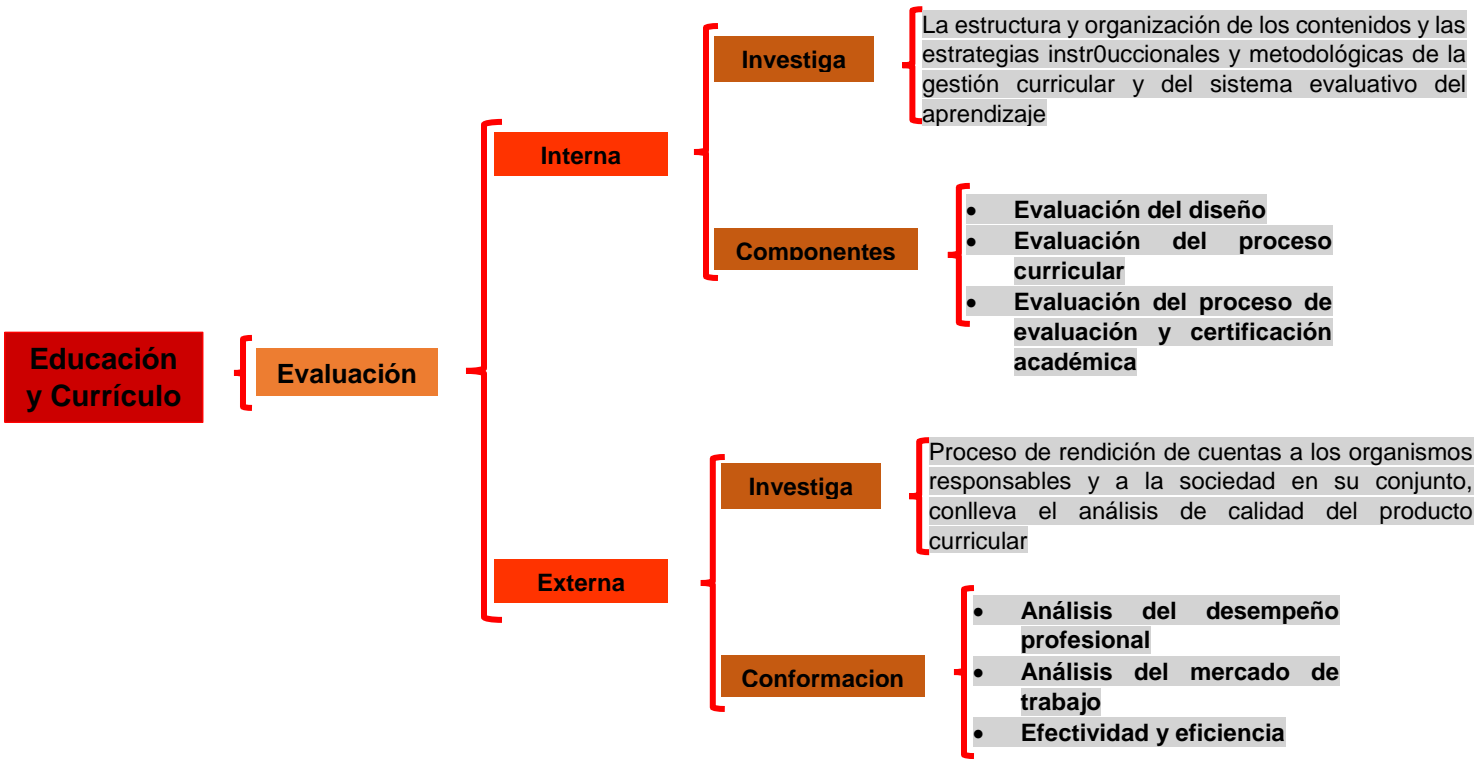 Educación
y Currículo
Evaluación
Interna
Investiga
La estructura y organización de los contenidos y las
estrategias instr0uccionales y metodológicas de la
gestión curricular y del sistema evaluativo del
aprendizaje
Componentes
• Evaluación del diseño
• Evaluación del proceso
curricular
• Evaluación del proceso de
evaluación y certificación
académica
Externa
Investiga
Proceso de rendición de cuentas a los organismos
responsables y a la sociedad en su conjunto,
conlleva el análisis de calidad del producto
curricular
Conformacion
• Análisis del desempeño
profesional
• Análisis del mercado de
trabajo
• Efectividad y eficiencia